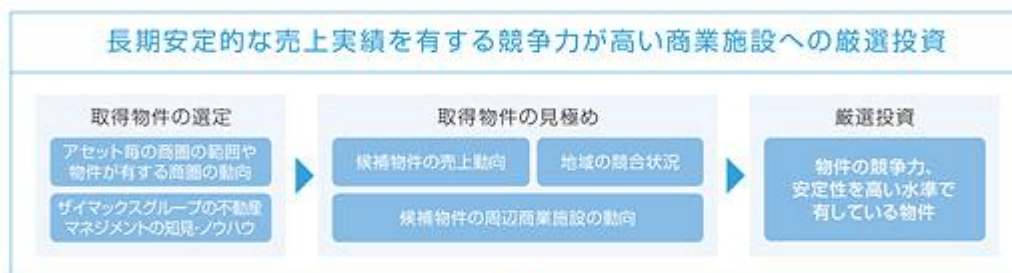 長期安定的な売上実績を有する競争力が高い商業施設への厳選投資
取得物件の選定
アセット毎の商圏の範囲や
物件が有する商圏の動向
ザイマックスグループの不動産
マネジメントの知見・ノウハウ
取得物件の見極め
候補物件の売上動向
地域の競合状況
候補物件の周辺商業施設の動向
厳選投資
物件の競争力、
安定性を高い水準で
有している物件